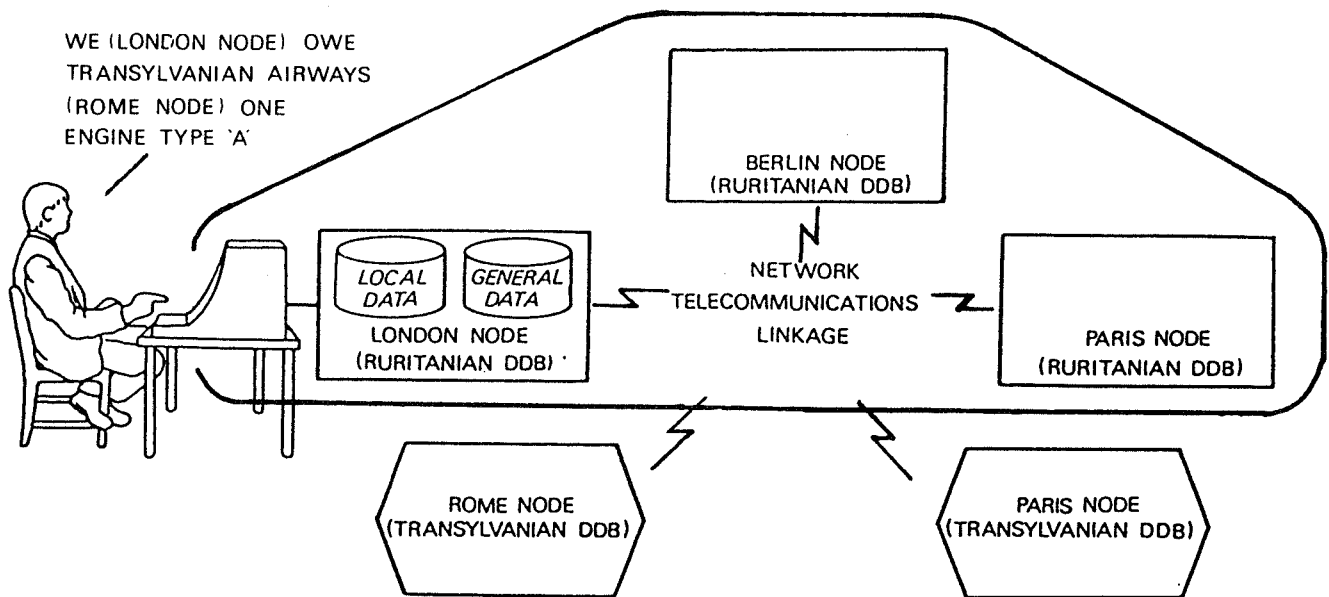 WE (LONDON NODE) OWE
TRANSYLVANIAN AIRWAYS
(ROME NODE) ONE
ENGINE TYPE 'A'
BERLIN NODE
(RURITANIAN DDB)
LOCAL
DATA
GENERAL
DATA
LONDON NODE
(RURITANIAN DDB)
NETWORK
TELECOMMUNICATIONS
LINKAGE
PARIS NODE
(RURITANIAN DDB)
ROME NODE
(TRANSYLVANIAN DDB)
PARIS NODE
(TRANSYLVANIAN DDB)